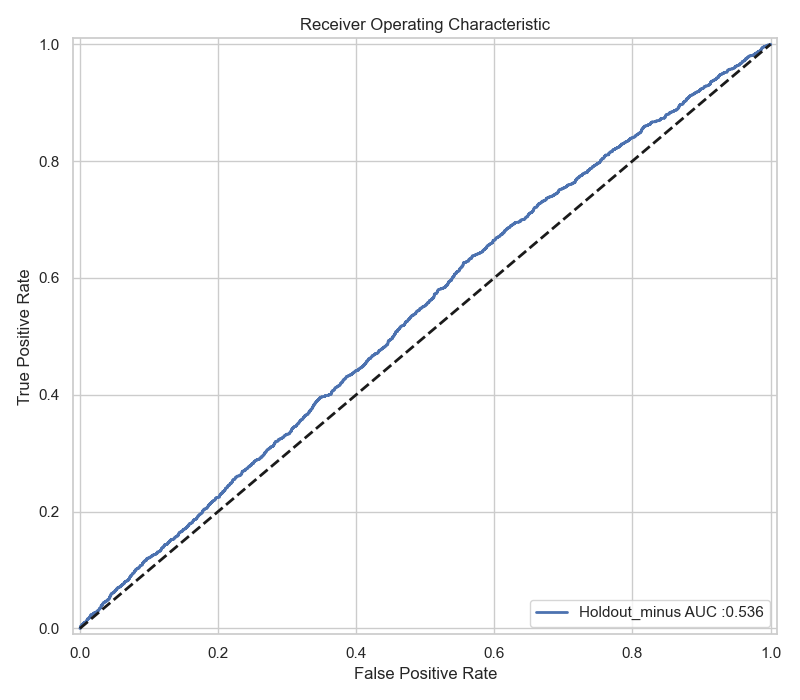 Receiver Operating Characteristic
1.0
0.8
0.6
0.4
0.2
0.0
True Positive Rate
Holdout_minus AUC :0.536
0.0 0.2 0.4 0.6 0.8 1.0
False Positive Rate